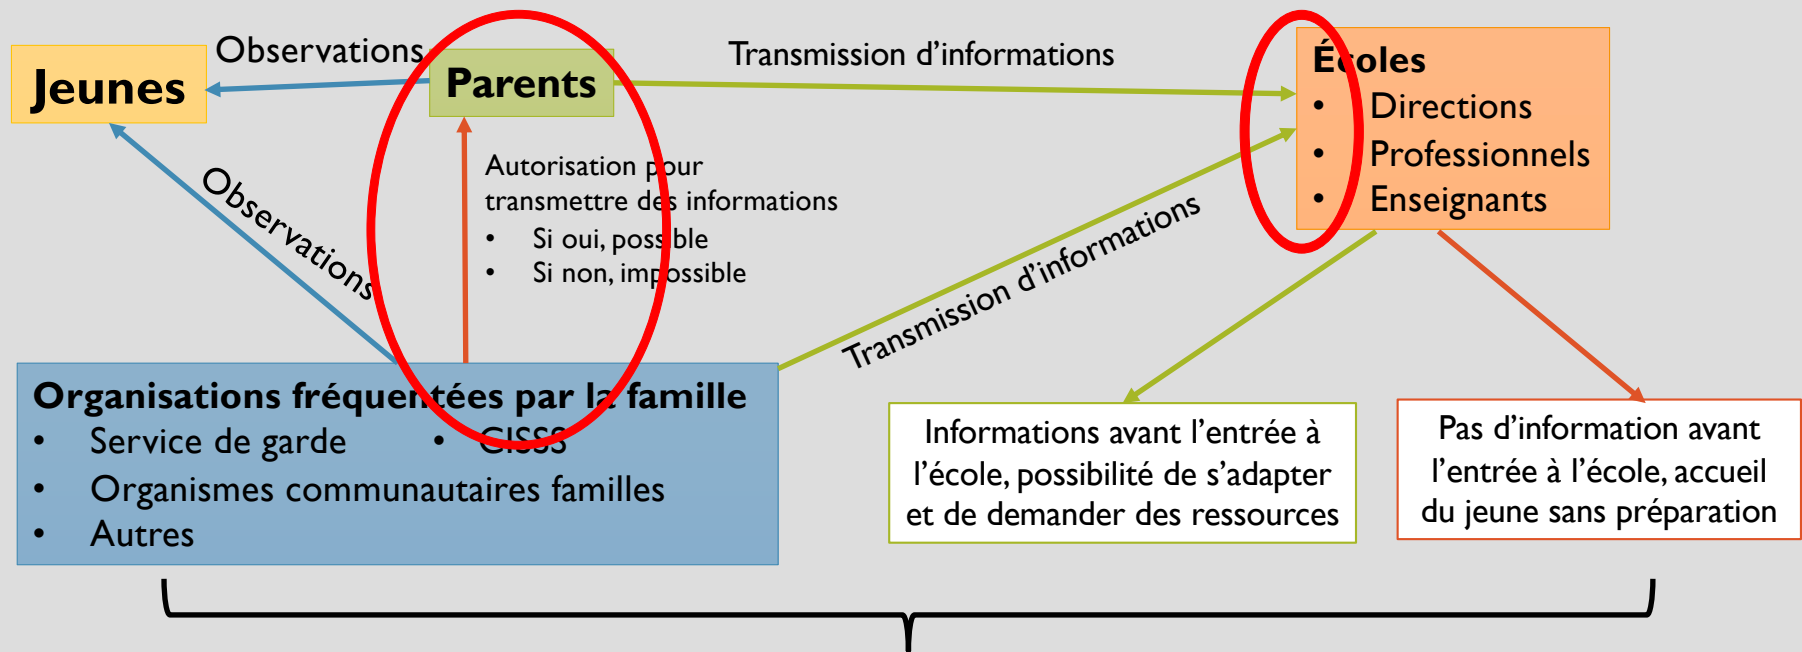 Jeunes
Observations
Parents
Transmission d’informations
Écoles
• Directions
• Professionnels
• Enseignants
Observations
Autorisation pour
transmettre des informations
• Si oui, possible
• Si non, impossible
Transmission d’informations
Organisations fréquentées par la famille
• Service de garde • CISSS
• Organismes communautaires familles
• Autres
Informations avant l’entrée à
l’école, possibilité de s’adapter
et de demander des ressources
Pas d’information avant
l’entrée à l’école, accueil
du jeune sans préparation